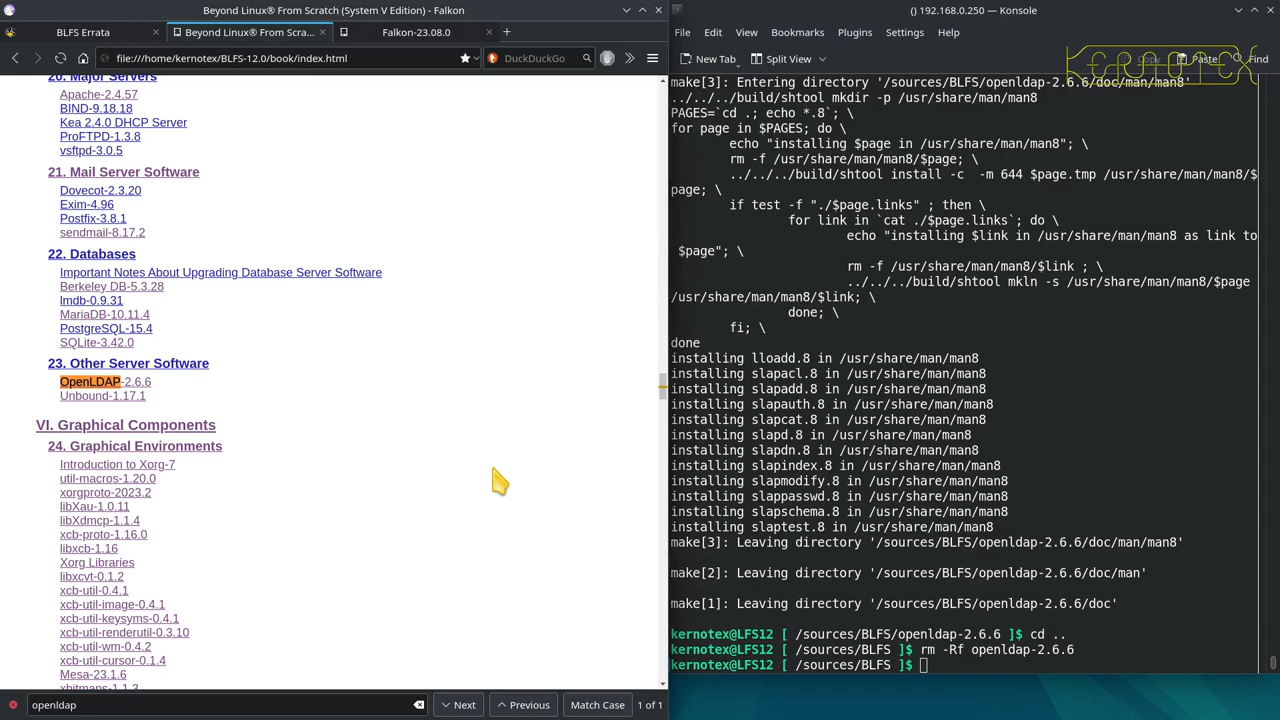 Beyond Linux® From Scratch (System V Edition) - Falkon
BLFS Errata
Beyond Linux® From Scra...
Falkon-23.08.0
file:///home/kernotex/BLFS-12.0/book/index.html
DuckDuckGo
20. Major Servers
Apache-2.4.57
BIND-9.18.18
Kea 2.4.0 DHCP Server
ProFTPD-1.3.8
vsftpd-3.0.5
21. Mail Server Software
Dovecot-2.3.20
Exim-4.96
Postfix-3.8.1
sendmail-8.17.2
22. Databases
Important Notes About Upgrading Database Server Software
Berkeley DB-5.3.28
lmdb-0.9.31
MariaDB-10.11.4
PostgreSQL-15.4
SQLite-3.42.0
23. Other Server Software
OpenLDAP-2.6.6
Unbound-1.17.1
VI. Graphical Components
24. Graphical Environments
Introduction to Xorg-7
util-macros-1.20.0
xorgproto-2023.2
libXau-1.0.11
libXdmcp-1.1.4
xcb-proto-1.16.0
libxcb-1.16
Xorg Libraries
libxcvt-0.1.2
xcb-util-0.4.1
xcb-util-image-0.4.1
xcb-util-keysyms-0.4.1
xcb-util-renderutil-0.3.10
xcb-util-wm-0.4.2
xcb-util-cursor-0.1.4
Mesa-23.1.6
xbitmaps-1.1.3
openldap
Next
Previous
Match Case
1 of 1
() 192.168.0.250 — Konsole
File Edit View Bookmarks Plugins Settings Help
New Tab
Split View
Copy
Paste
Find
Kernotex
make[3]: Entering directory '/sources/BLFS/openldap-2.6.6/doc/man/man8'
../../../build/shtool mkdir -p /usr/share/man/man8
PAGES=`cd .; echo *.8`; \
for page in $PAGES; do \
echo "installing $page in /usr/share/man/man8"; \
rm -f /usr/share/man/man8/$page; \
../../../build/shtool install -c  -m 644 $page.tmp /usr/share/man/man8/$
page; \
if test -f "./$page.links" ; then \
for link in `cat ./$page.links`; do \
echo "installing $link in /usr/share/man/man8 as link to
$page"; \
rm -f /usr/share/man/man8/$link ; \
../../../build/shtool mkln -s /usr/share/man/man8/$page
/usr/share/man/man8/$link; \
done; \
fi; \
done
installing lloadd.8 in /usr/share/man/man8
installing slapacl.8 in /usr/share/man/man8
installing slapadd.8 in /usr/share/man/man8
installing slapauth.8 in /usr/share/man/man8
installing slapcat.8 in /usr/share/man/man8
installing slapd.8 in /usr/share/man/man8
installing slapdn.8 in /usr/share/man/man8
installing slapindex.8 in /usr/share/man/man8
installing slapmodify.8 in /usr/share/man/man8
installing slappasswd.8 in /usr/share/man/man8
installing slapschema.8 in /usr/share/man/man8
installing slaptest.8 in /usr/share/man/man8
make[3]: Leaving directory '/sources/BLFS/openldap-2.6.6/doc/man/man8'
make[2]: Leaving directory '/sources/BLFS/openldap-2.6.6/doc/man'
make[1]: Leaving directory '/sources/BLFS/openldap-2.6.6/doc'
kernotex@LFS12 [ /sources/BLFS/openldap-2.6.6 ]$ cd ..
kernotex@LFS12 [ /sources/BLFS ]$ rm -Rf openldap-2.6.6
kernotex@LFS12 [ /sources/BLFS ]$